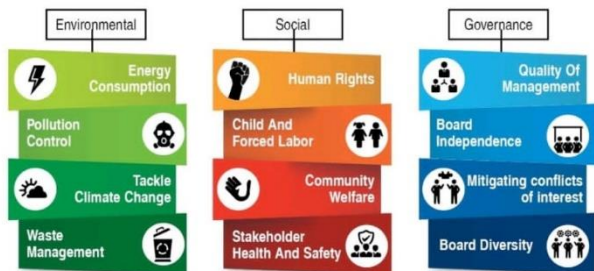 Environmental
Energy
Consumption
Pollution
Control
Tackle
Climate Change
Waste
Management
Social
Human Rights
Child And
Forced Labor
Community
Welfare
Stakeholder
Health And Safety
Governance
Quality Of
Management
Board
Independence
Mitigating conflicts
of interest
Board Diversity